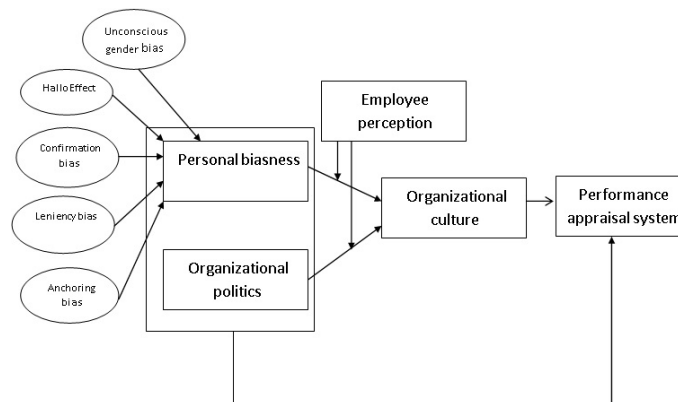 Unconscious
gender bias
Hallo Effect
Employee
perception
Confirmation
bias
Personal biasness
Leniency bias
Organizational
culture
Performance
appraisal system
Organizational
politics
Anchoring
bias